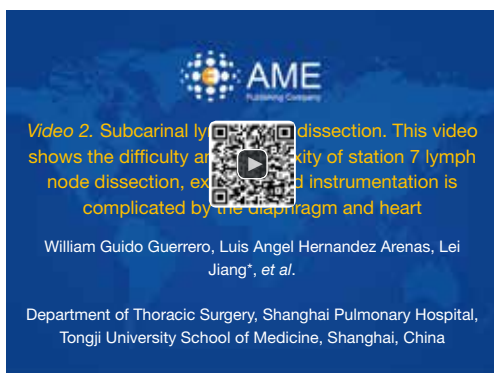 AME
Publishing Company
Video 2. Subcarinal ly dissection. This video
shows the difficulty an xity of station 7 lymph
node dissection, ex d instrumentation is
complicated by the diaphragm and heart
William Guido Guerrero, Luis Angel Hernandez Arenas, Lei
Jiang*, et al.
Department of Thoracic Surgery, Shanghai Pulmonary Hospital,
Tongji University School of Medicine, Shanghai, China